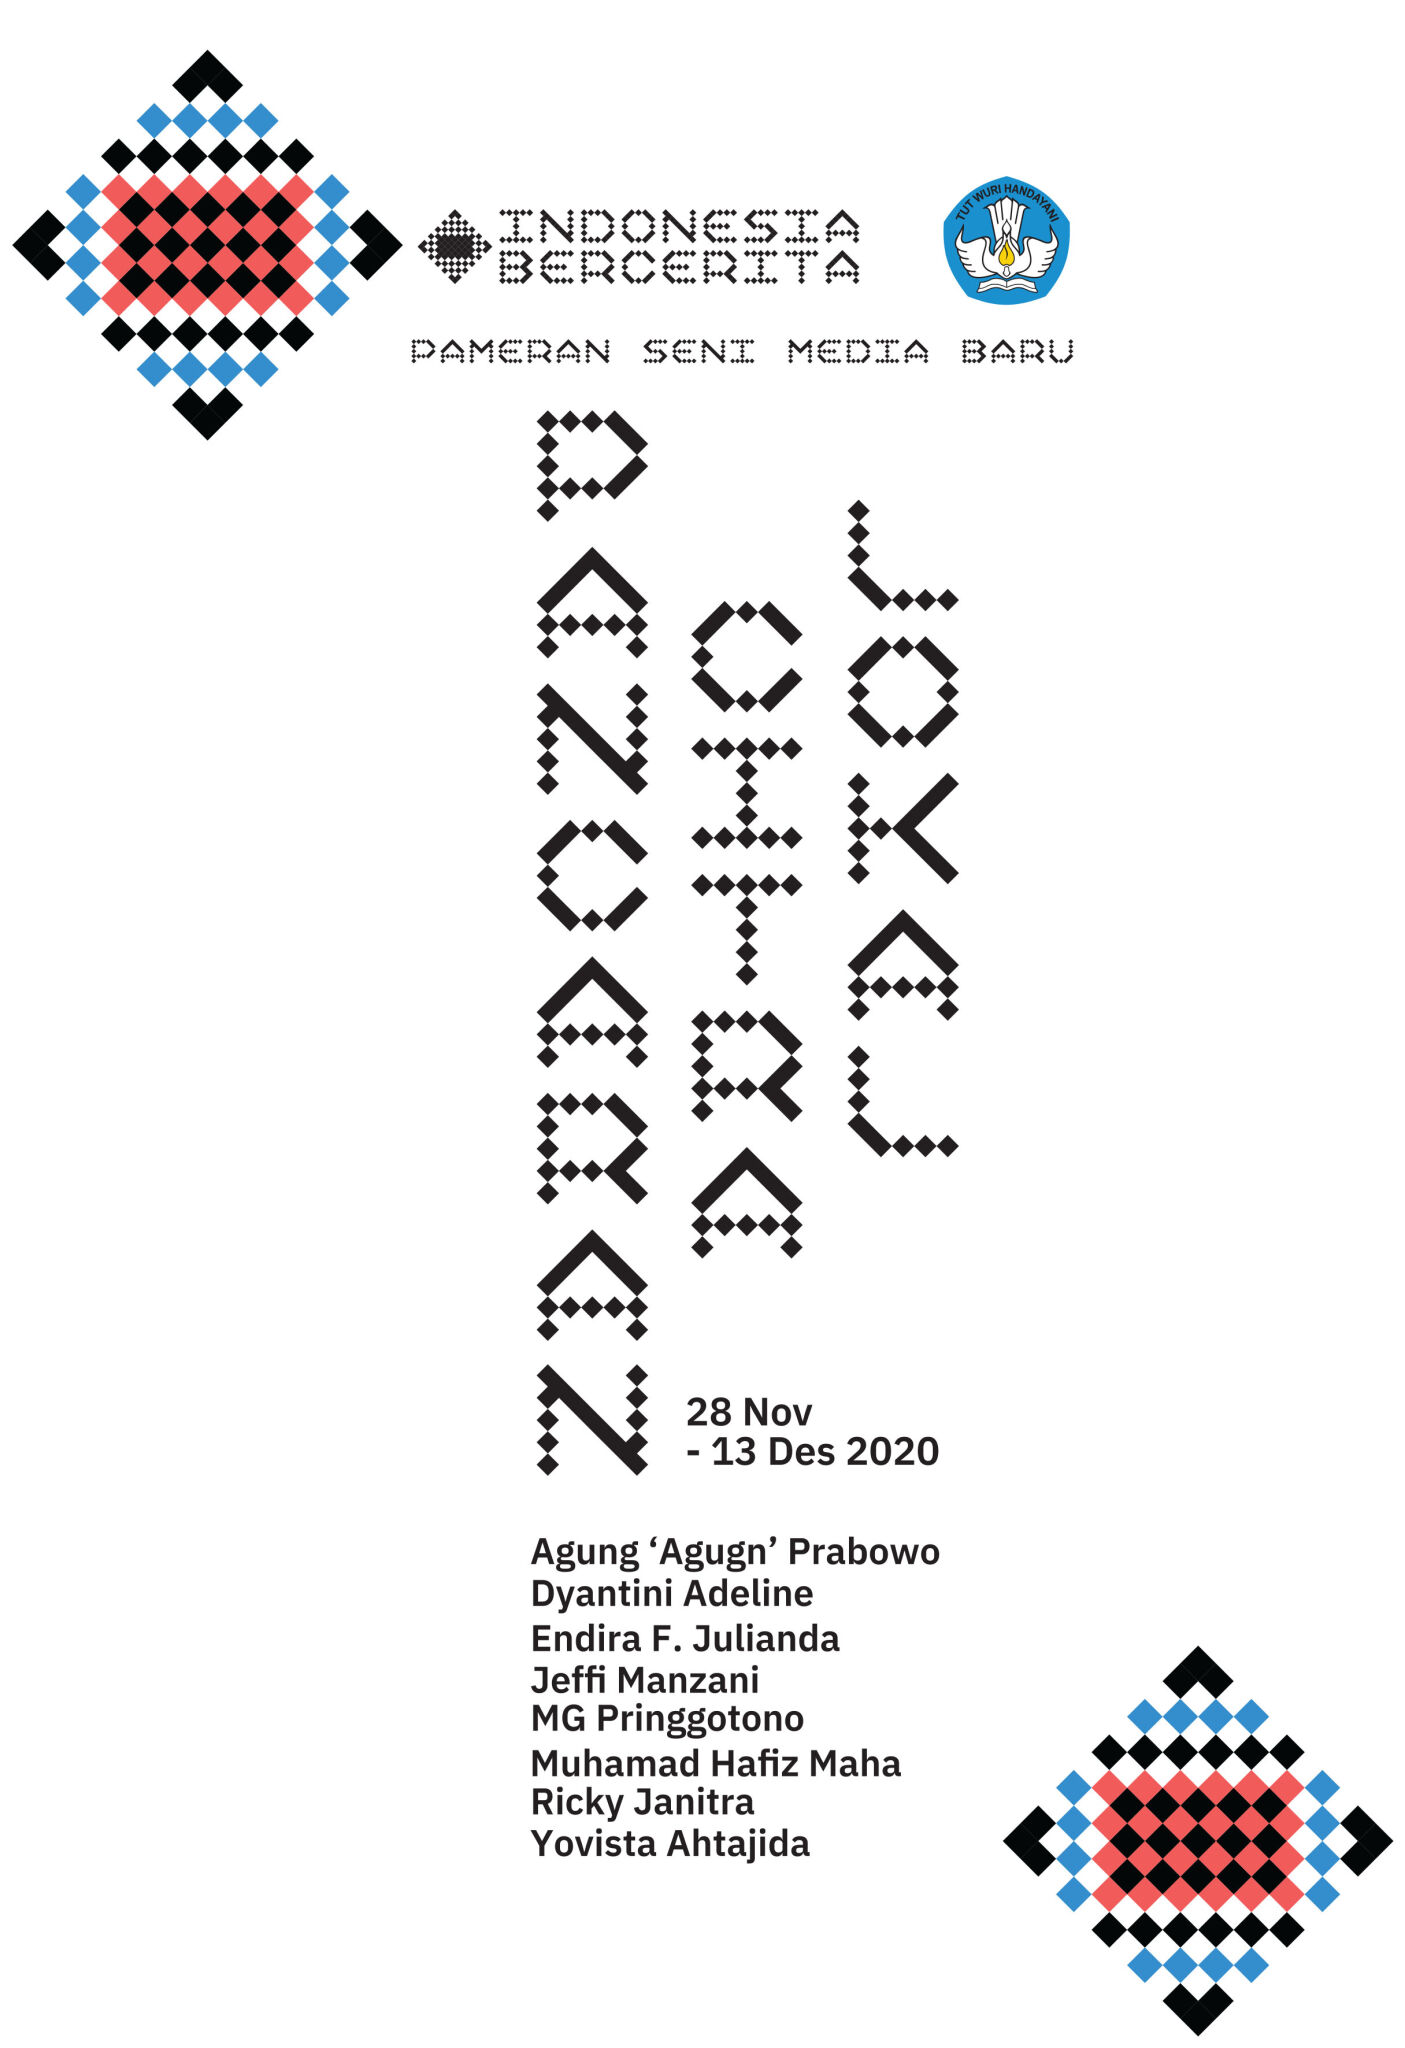 INDONESIA
BERCERITA
TUT WURI HANDAYANI
PAMERAN SENI MEDIA BARU
PANCARAN
CITRA
LOKAL
28 Nov
- 13 Des 2020
Agung ‘Agugn’ Prabowo
Dyantini Adeline
Endira F. Julianda
Jeffi Manzani
MG Pringgotono
Muhamad Hafiz Maha
Ricky Janitra
Yovista Ahtajida